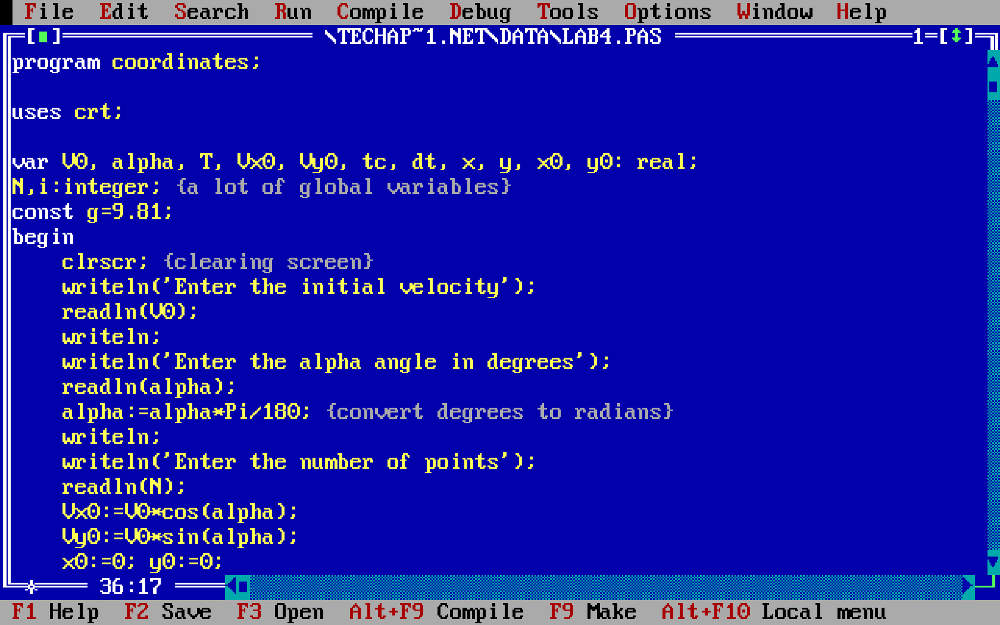 File Edit Search Run Compile Debug Tools Options Window Help
[■] \TECHAP~1.NET\DATA\LAB4.PAS 1=[↕]
program coordinates;
uses crt;
var V0, alpha, T, Vx0, Vy0, tc, dt, x, y, x0, y0: real;
N,i:integer; {a lot of global variables}
const g=9.81;
begin
clrscr; {clearing screen}
writeln('Enter the initial velocity');
readln(V0);
writeln;
writeln('Enter the alpha angle in degrees');
readln(alpha);
alpha:=alpha*Pi/180; {convert degrees to radians}
writeln;
writeln('Enter the number of points');
readln(N);
Vx0:=V0*cos(alpha);
Vy0:=V0*sin(alpha);
x0:=0; y0:=0;
36:17
F1 Help F2 Save F3 Open Alt+F9 Compile F9 Make Alt+F10 Local menu